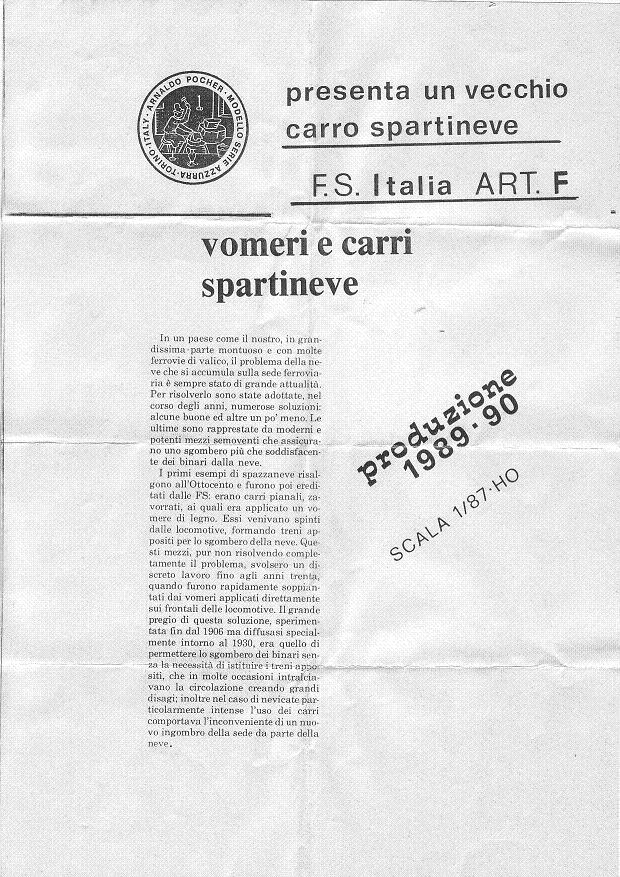 ARNALDO POCHER · MODELLO SERIE AZZURRA · TORINO-ITALY ·
presenta un vecchio
carro spartineve
F.S. Italia ART. F
vomeri e carri
spartineve
In un paese come il nostro, in gran-
dissima parte montuoso e con molte
ferrovie di valico, il problema della ne-
ve che si accumula sulla sede ferrovia-
ria è sempre stato di grande attualità.
Per risolverlo sono state adottate, nel
corso degli anni, numerose soluzioni:
alcune buone ed altre un po' meno. Le
ultime sono rapprestate da moderni e
potenti mezzi semoventi che assicura-
no uno sgombero più che soddisfacen-
te dei binari dalla neve.
I primi esempi di spazzaneve risal-
gono all'Ottocento e furono poi eredi-
tati dalle FS: erano carri pianali, za-
vorrati, ai quali era applicato un vo-
mere di legno. Essi venivano spinti
dalle locomotive, formando treni ap-
positi per lo sgombero della neve. Que-
sti mezzi, pur non risolvendo comple-
tamente il problema, svolsero un di-
screto lavoro fino agli anni trenta,
quando furono rapidamente soppian-
tati dai vomeri applicati direttamente
sui frontali delle locomotive. Il grande
pregio di questa soluzione, sperimen-
tata fin dal 1906 ma diffusasi special-
mente intorno al 1930, era quello di
permettere lo sgombero dei binari sen-
za la necessità di istituire i treni appo-
siti, che in molte occasioni intralcia-
vano la circolazione creando grandi
disagi; inoltre nel caso di nevicate par-
ticolarmente intense l'uso dei carri
comportava l'inconveniente di un nuo-
vo ingombro della sede da parte della
neve.
produzione
1989·90
SCALA 1/87·HO